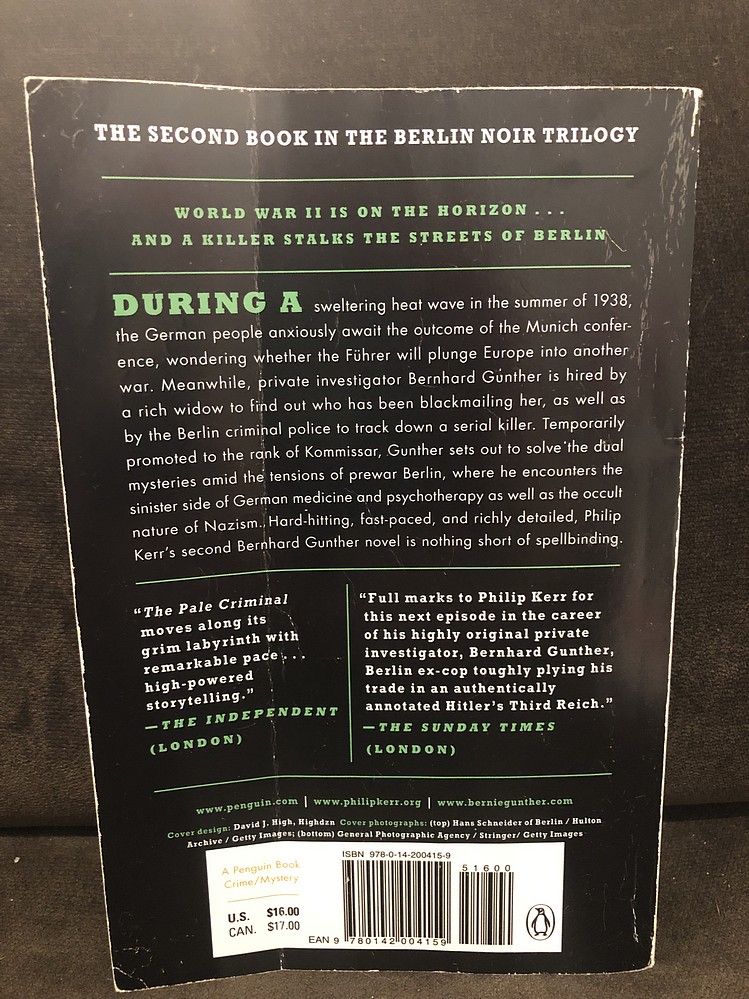 THE SECOND BOOK IN THE BERLIN NOIR TRILOGY
WORLD WAR II IS ON THE HORIZON . . .
AND A KILLER STALKS THE STREETS OF BERLIN
DURING A sweltering heat wave in the summer of 1938,
the German people anxiously await the outcome of the Munich confer-
ence, wondering whether the Führer will plunge Europe into another
war. Meanwhile, private investigator Bernhard Gunther is hired by
a rich widow to find out who has been blackmailing her, as well as
by the Berlin criminal police to track down a serial killer. Temporarily
promoted to the rank of Kommissar, Gunther sets out to solve the dual
mysteries amid the tensions of prewar Berlin, where he encounters the
sinister side of German medicine and psychotherapy as well as the occult
nature of Nazism. Hard-hitting, fast-paced, and richly detailed, Philip
Kerr's second Bernhard Gunther novel is nothing short of spellbinding.
"The Pale Criminal
moves along its
grim labyrinth with
remarkable pace . . .
high-powered
storytelling."
—THE INDEPENDENT
(LONDON)
"Full marks to Philip Kerr for
this next episode in the career
of his highly original private
investigator, Bernhard Gunther,
Berlin ex-cop toughly plying his
trade in an authentically
annotated Hitler's Third Reich."
—THE SUNDAY TIMES
(LONDON)
www.penguin.com | www.philipkerr.org | www.berniegunther.com
Cover design: David J. High, Highdzn Cover photographs: (top) Hans Schneider of Berlin / Hulton
Archive / Getty Images; (bottom) General Photographic Agency / Stringer/ Getty Images
A Penguin Book
Crime/Mystery
U.S. $16.00
CAN. $17.00
ISBN 978-0-14-200415-9
51600
EAN 9 780142 004159